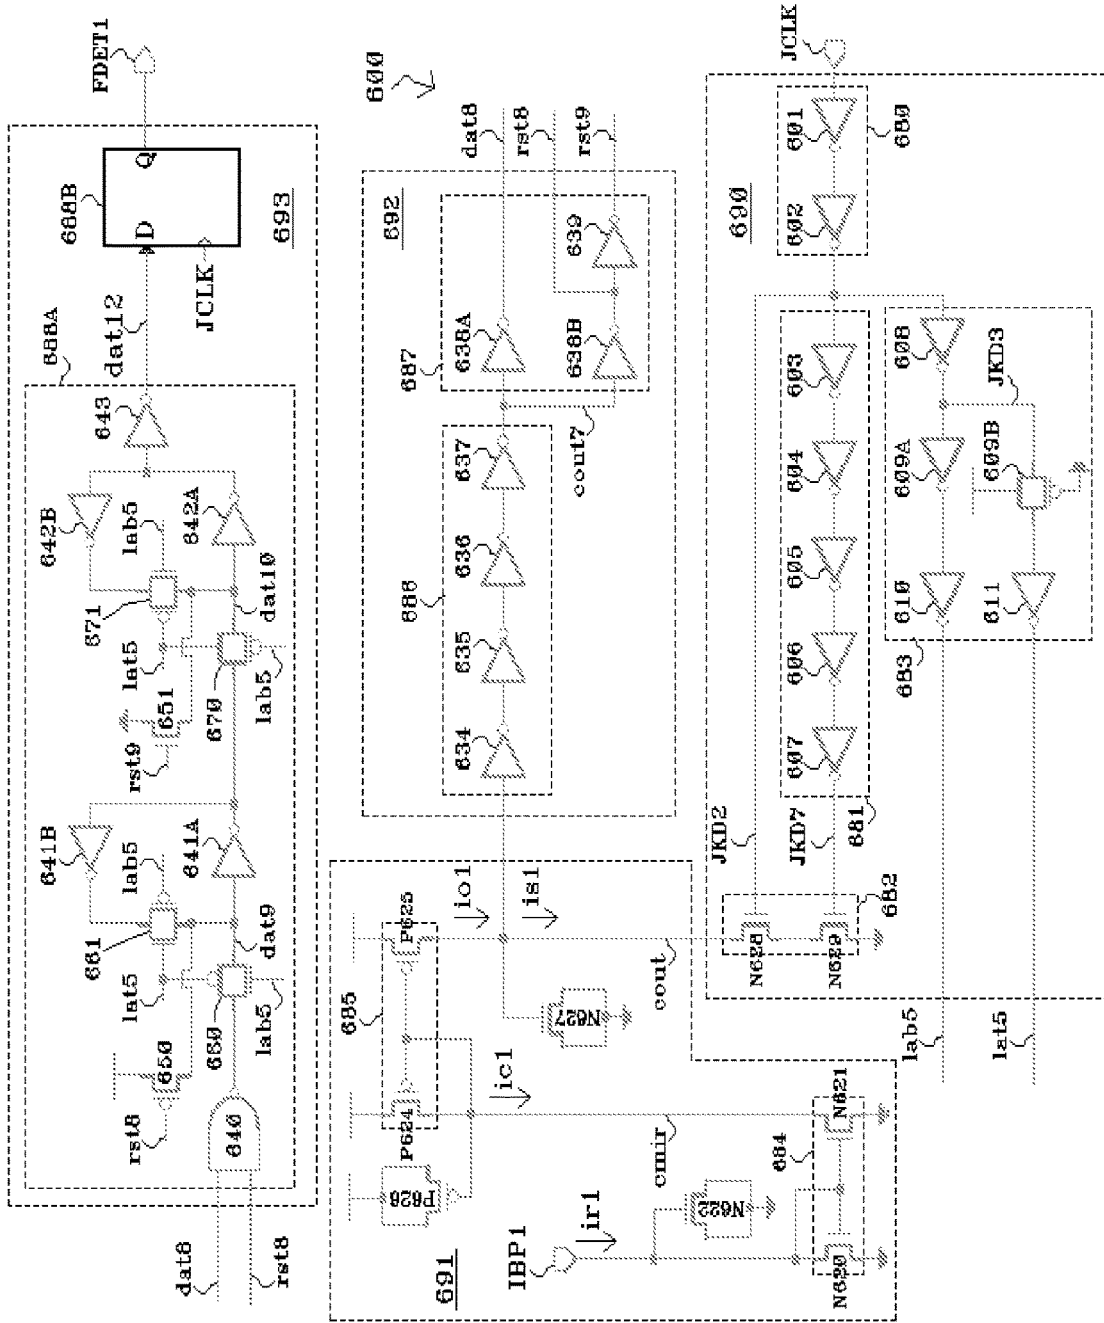 FDET1
688B
D
Q
693
JCLK
688A
dat12
643
642B
lab5
642A
671
lat5
dat10
651
670
lab5
rst9
641B
lab5
641A
661
lat5
dat9
650
660
lab5
rst8
640
dat8
rst8
600
dat8
rst8
rst9
692
687
638A
638B
639
686
637
cout7
636
635
634
685
P625
io1
is1
P624
N627
cout
ic1
P626
691
cmir
IBP1
ir1
N622
684
N621
N620
JCLK
601
680
602
690
603
604
605
606
607
JKD2
JKD7
681
682
N628
N629
608
JKD3
609A
609B
610
611
683
lab5
lat5